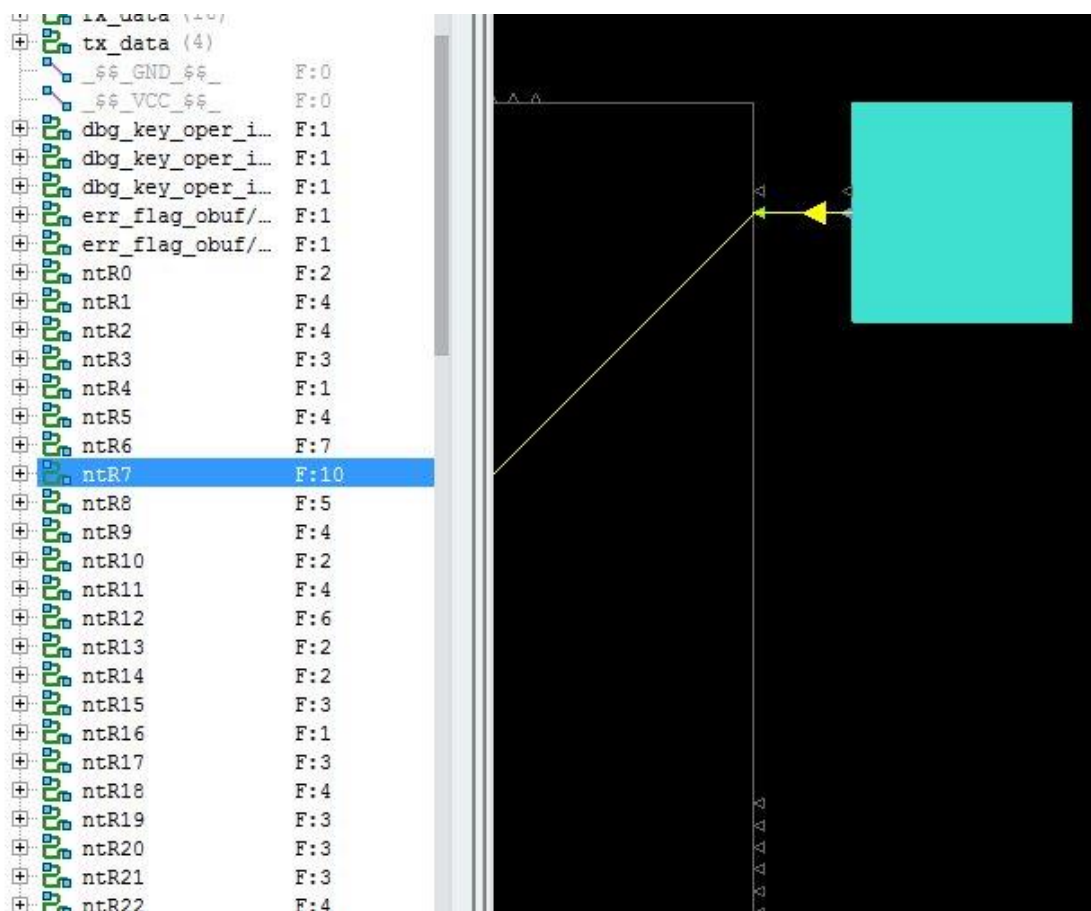 rx_data (10)
tx_data (4)
_$$_GND_$$_ F:0
_$$_VCC_$$_ F:0
dbg_key_oper_i… F:1
dbg_key_oper_i… F:1
dbg_key_oper_i… F:1
err_flag_obuf/… F:1
err_flag_obuf/… F:1
ntR0 F:2
ntR1 F:4
ntR2 F:4
ntR3 F:3
ntR4 F:1
ntR5 F:4
ntR6 F:7
ntR7 F:10
ntR8 F:5
ntR9 F:4
ntR10 F:2
ntR11 F:4
ntR12 F:6
ntR13 F:2
ntR14 F:2
ntR15 F:3
ntR16 F:1
ntR17 F:3
ntR18 F:4
ntR19 F:3
ntR20 F:3
ntR21 F:3
ntR22 F:4